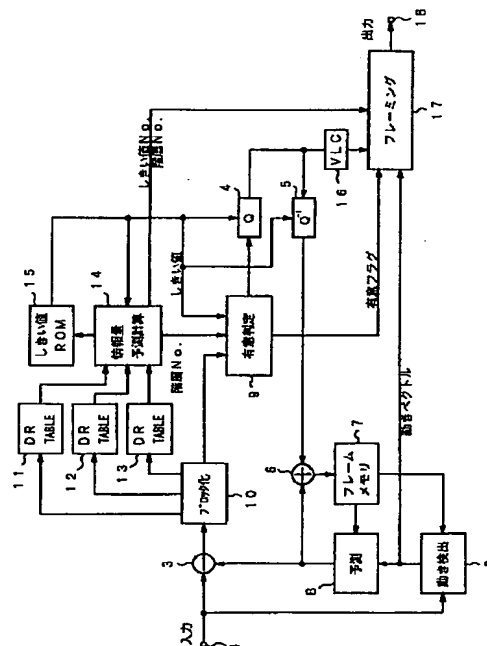 入力
3
ブロック化
10
11
DR
TABLE
12
DR
TABLE
13
DR
TABLE
しきい値
ROM
15
情報量
予測計算
14
しきい値No.
階層No.
階層No.
しきい値
有意判定
9
Q
4
Q⁻¹
5
VLC
16
有意フラグ
動きベクトル
6
フレーム
メモリ
7
予測
8
動き検出
フレーミング
17
出力
18